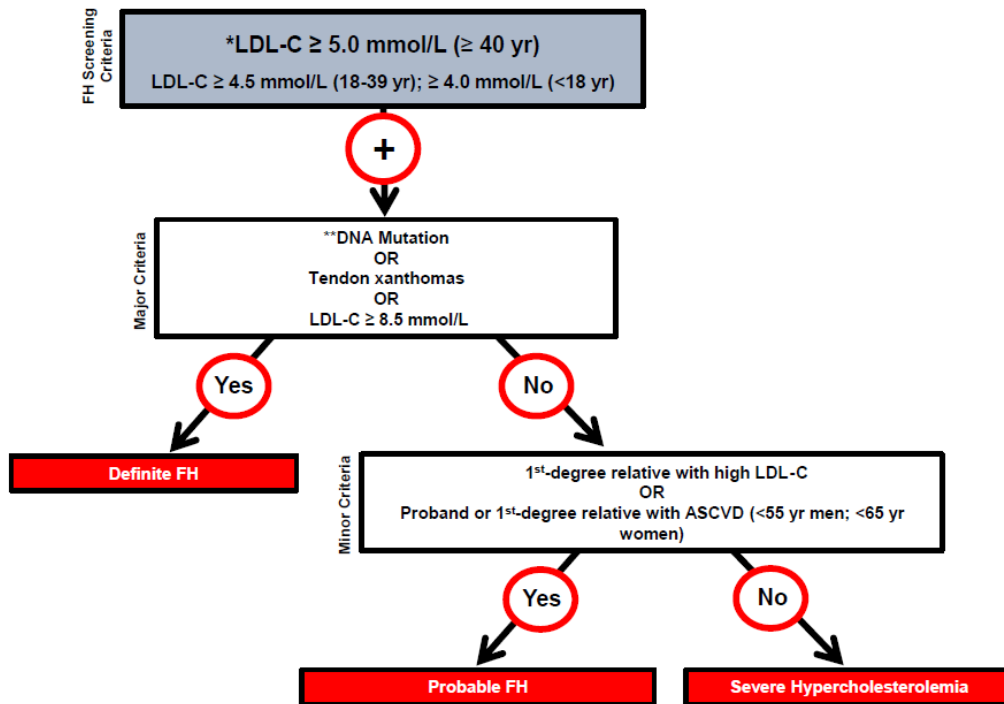 FH Screening
Criteria
*LDL-C ≥ 5.0 mmol/L (≥ 40 yr)
LDL-C ≥ 4.5 mmol/L (18-39 yr); ≥ 4.0 mmol/L (<18 yr)
+
Major Criteria
**DNA Mutation
OR
Tendon xanthomas
OR
LDL-C ≥ 8.5 mmol/L
Yes
No
Definite FH
Minor Criteria
1st-degree relative with high LDL-C
OR
Proband or 1st-degree relative with ASCVD (<55 yr men; <65 yr
women)
Yes
No
Probable FH
Severe Hypercholesterolemia